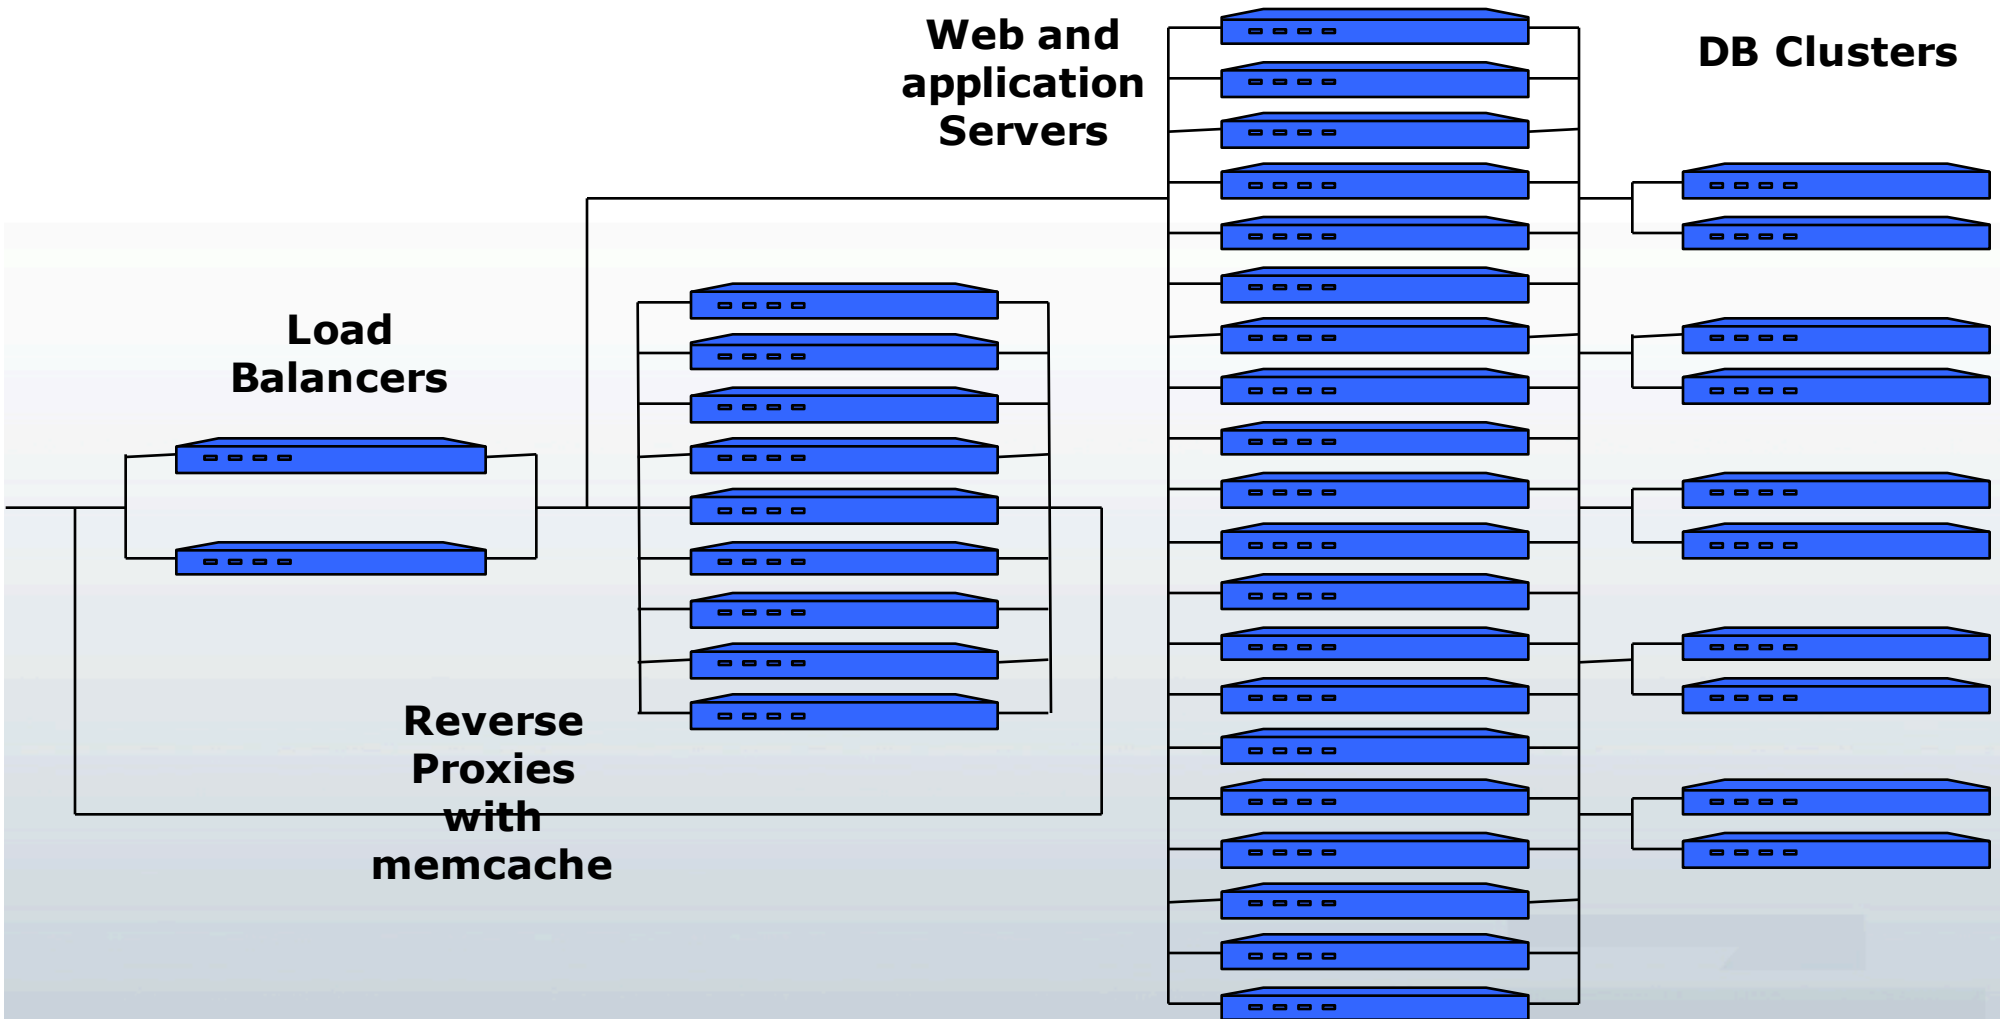 Web and
application
Servers
DB Clusters
Load
Balancers
Reverse
Proxies
with
memcache